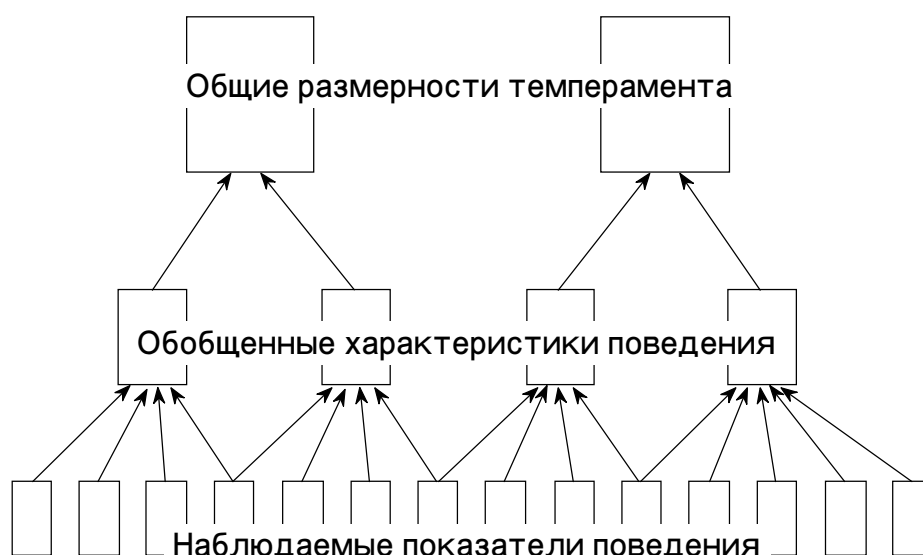 Общие размерности темперамента
Обобщенные характеристики поведения
Наблюдаемые показатели поведения